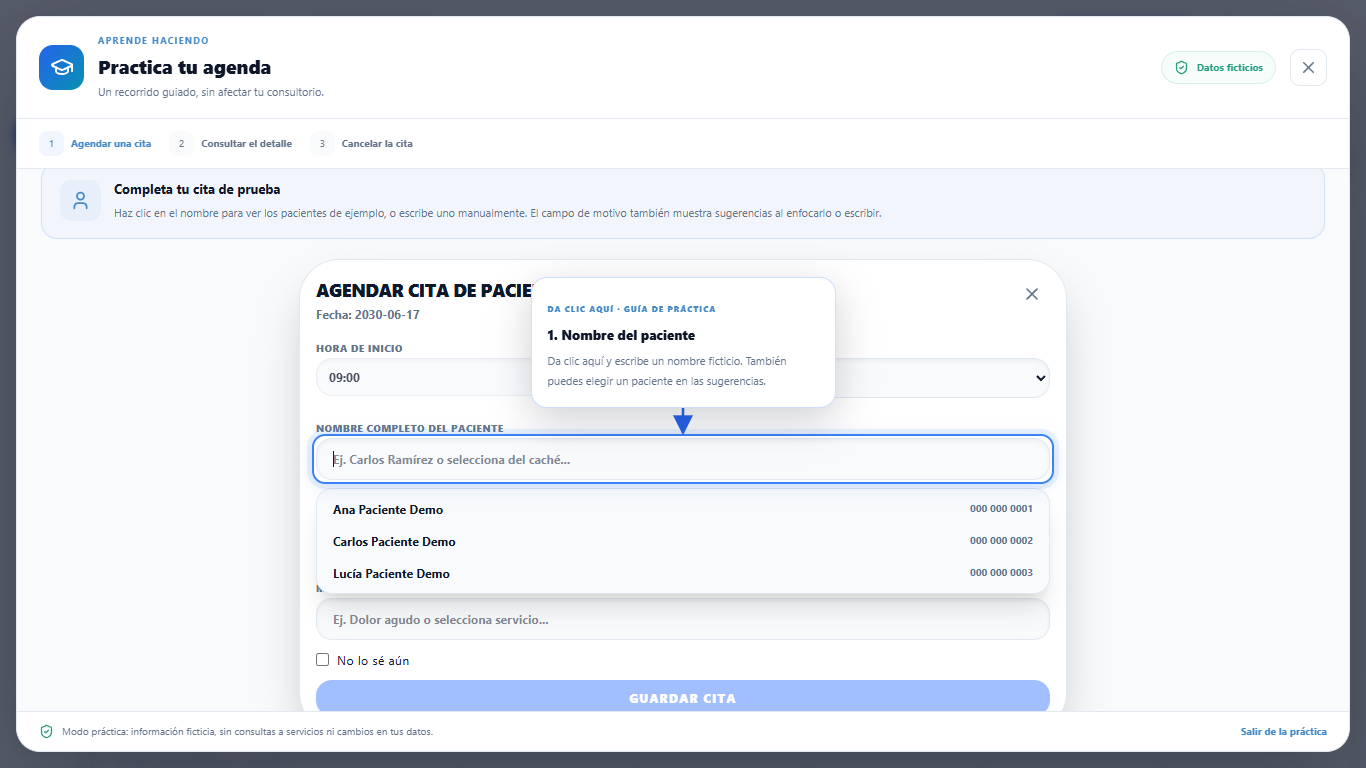 APRENDE HACIENDO
Practica tu agenda
Un recorrido guiado, sin afectar tu consultorio.
Datos ficticios
1 Agendar una cita
2 Consultar el detalle
3 Cancelar la cita
Completa tu cita de prueba
Haz clic en el nombre para ver los pacientes de ejemplo, o escribe uno manualmente. El campo de motivo también muestra sugerencias al enfocarlo o escribir.
AGENDAR CITA DE
Fecha: 2030-06-17
DA CLIC AQUÍ · GUÍA DE PRÁCTICA
1. Nombre del paciente
Da clic aquí y escribe un nombre ficticio. También
puedes elegir un paciente en las sugerencias.
HORA DE INICIO
09:00
NOMBRE COMPLETO DEL PACIENTE
Ej. Carlos Ramírez o selecciona del caché...
Ana Paciente Demo 000 000 0001
Carlos Paciente Demo 000 000 0002
Lucía Paciente Demo 000 000 0003
Ej. Dolor agudo o selecciona servicio...
No lo sé aún
GUARDAR CITA
Modo práctica: información ficticia, sin consultas a servicios ni cambios en tus datos.
Salir de la práctica